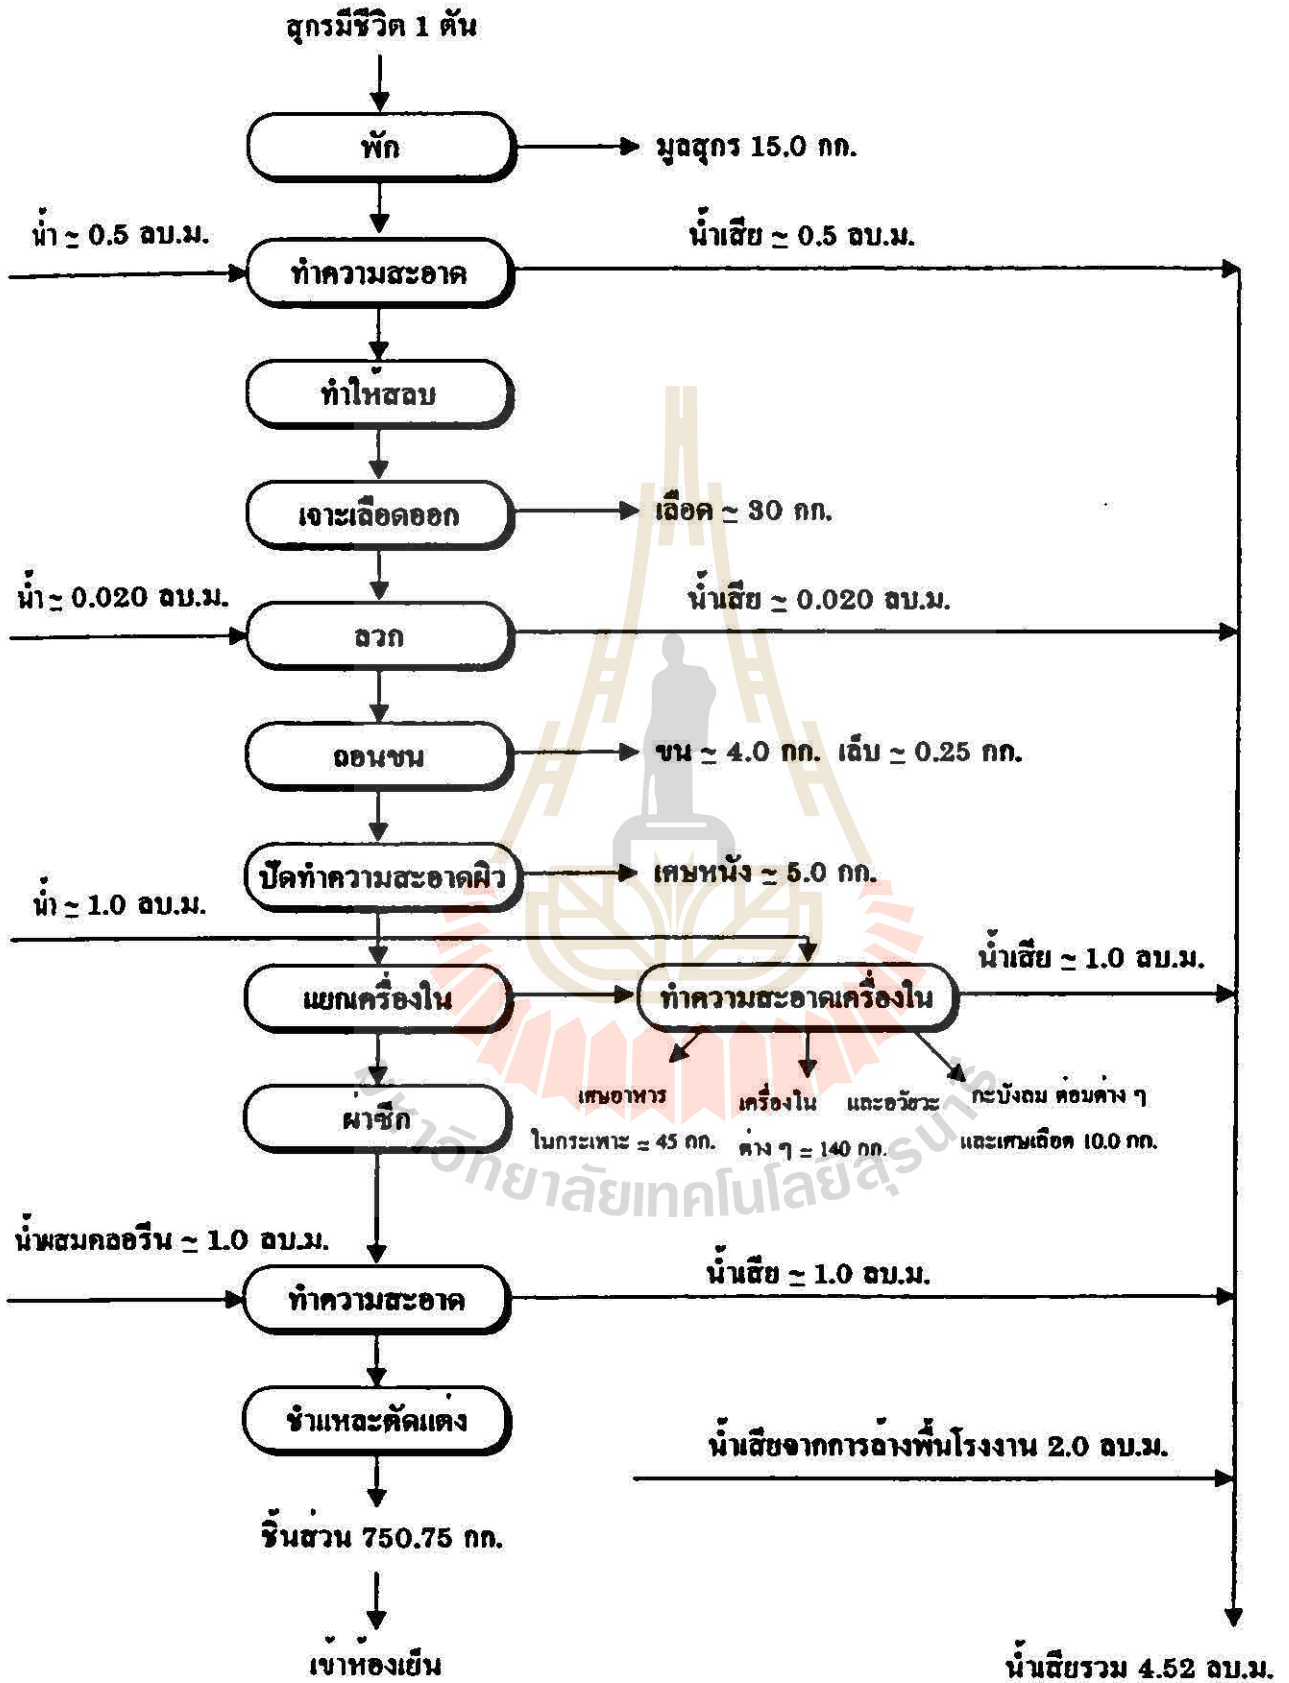 สุกรมีชีวิต 1 ตัน
พัก
มูลสุกร 15.0 กก.
น้ำ ≃ 0.5 ลบ.ม.
น้ำเสีย ≃ 0.5 ลบ.ม.
ทำความสะอาด
ทำให้สลบ
เจาะเลือดออก
เลือด ≃ 30 กก.
น้ำ ≃ 0.020 ลบ.ม.
น้ำเสีย ≃ 0.020 ลบ.ม.
ลวก
ถอนขน
ขน ≃ 4.0 กก. เล็บ ≃ 0.25 กก.
ปัดทำความสะอาดผิว
เศษหนัง ≃ 5.0 กก.
น้ำ ≃ 1.0 ลบ.ม.
น้ำเสีย ≃ 1.0 ลบ.ม.
แยกเครื่องใน
ทำความสะอาดเครื่องใน
เศษอาหาร
ในกระเพาะ = 45 กก.
เครื่องใน และอวัยวะ
ต่าง ๆ = 140 กก.
กะบังลม ต่อมต่าง ๆ
และเศษเลือด 10.0 กก.
ผ่าซีก
มหาวิทยาลัยเทคโนโลยีสุรนารี
น้ำผสมคลอรีน ≃ 1.0 ลบ.ม.
น้ำเสีย ≃ 1.0 ลบ.ม.
ทำความสะอาด
ชำแหละตัดแต่ง
น้ำเสียจากการล้างพื้นโรงงาน 2.0 ลบ.ม.
ชิ้นส่วน 750.75 กก.
เข้าห้องเย็น
น้ำเสียรวม 4.52 ลบ.ม.